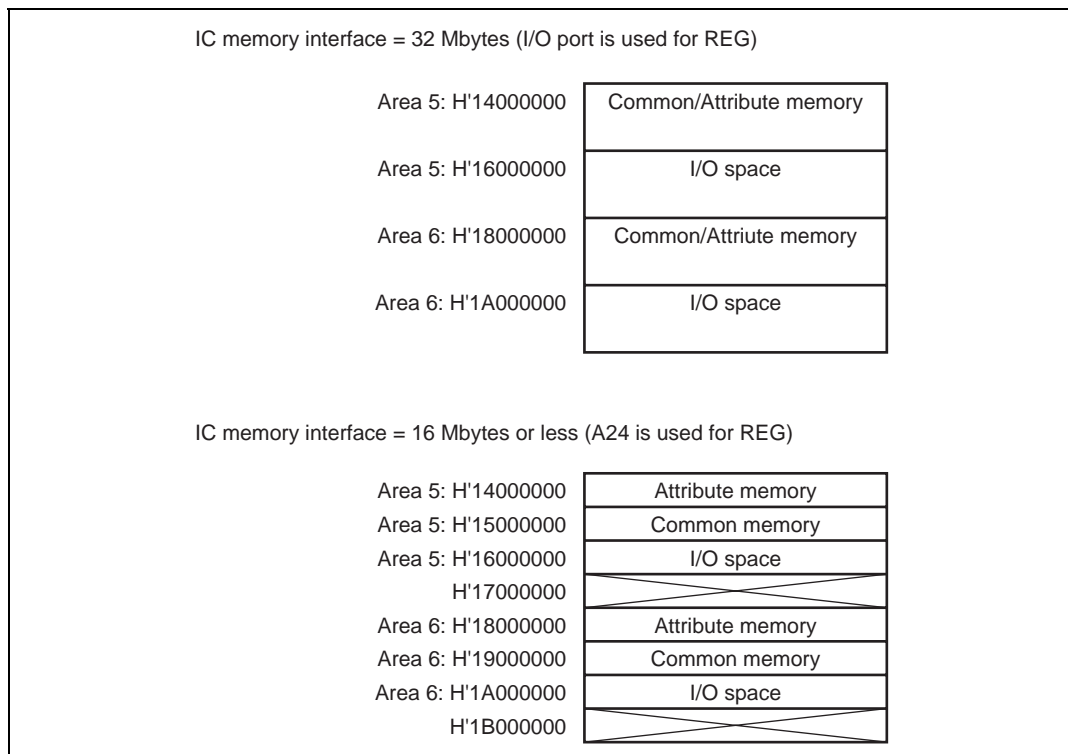 IC memory interface = 32 Mbytes (I/O port is used for REG)
Area 5: H'14000000 Common/Attribute memory
Area 5: H'16000000 I/O space
Area 6: H'18000000 Common/Attriute memory
Area 6: H'1A000000 I/O space
IC memory interface = 16 Mbytes or less (A24 is used for REG)
Area 5: H'14000000 Attribute memory
Area 5: H'15000000 Common memory
Area 5: H'16000000 I/O space
H'17000000
Area 6: H'18000000 Attribute memory
Area 6: H'19000000 Common memory
Area 6: H'1A000000 I/O space
H'1B000000